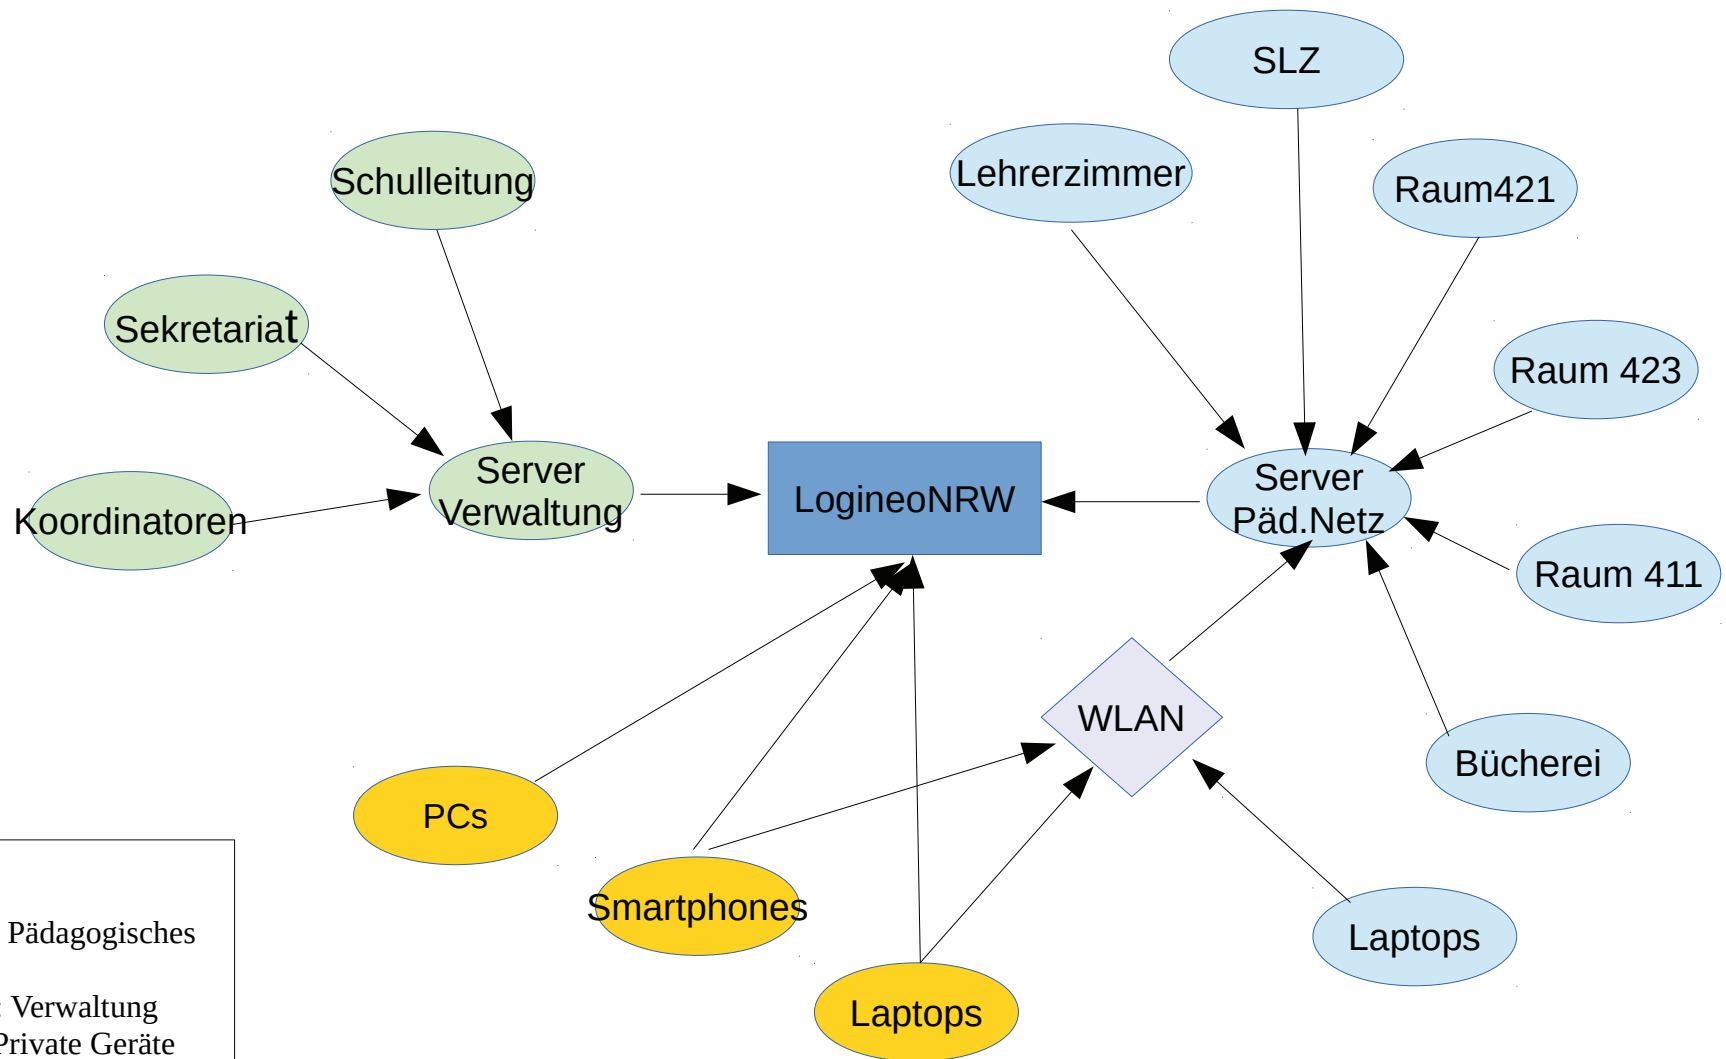 SLZ
Lehrerzimmer
Schulleitung
Raum421
Sekretariat
Raum 423
Server
Verwaltung
LogineoNRW
Server
Päd.Netz
Koordinatoren
Raum 411
WLAN
Bücherei
PCs
Smartphones
Laptops
Laptops
Pädagogisches
: Verwaltung
Private Geräte